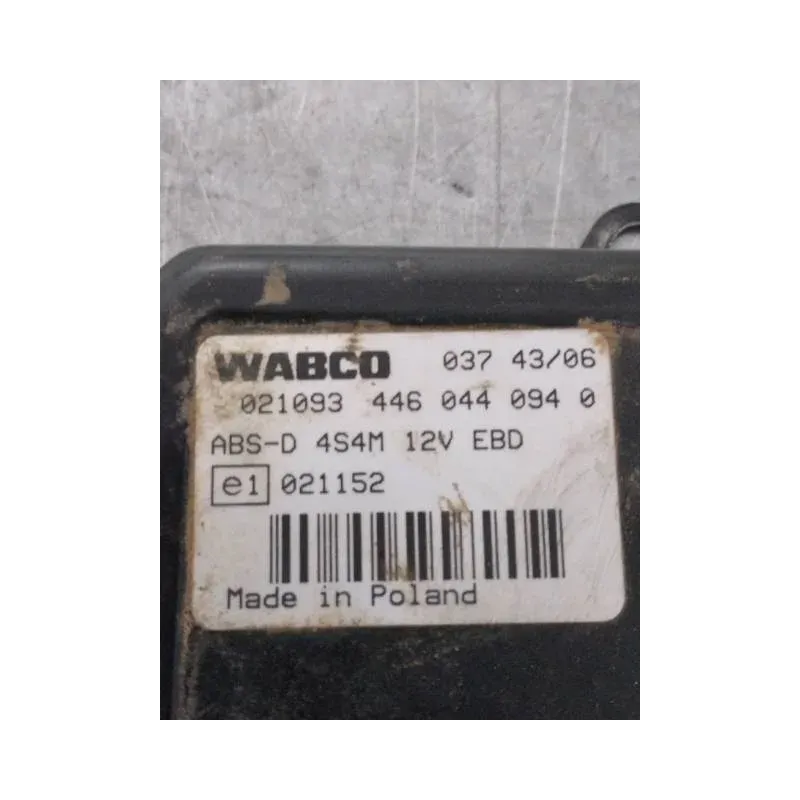 WABCO 037 43/06
021093 446 044 094 0
ABS-D 4S4M 12V EBD
e1 021152
Made in Poland